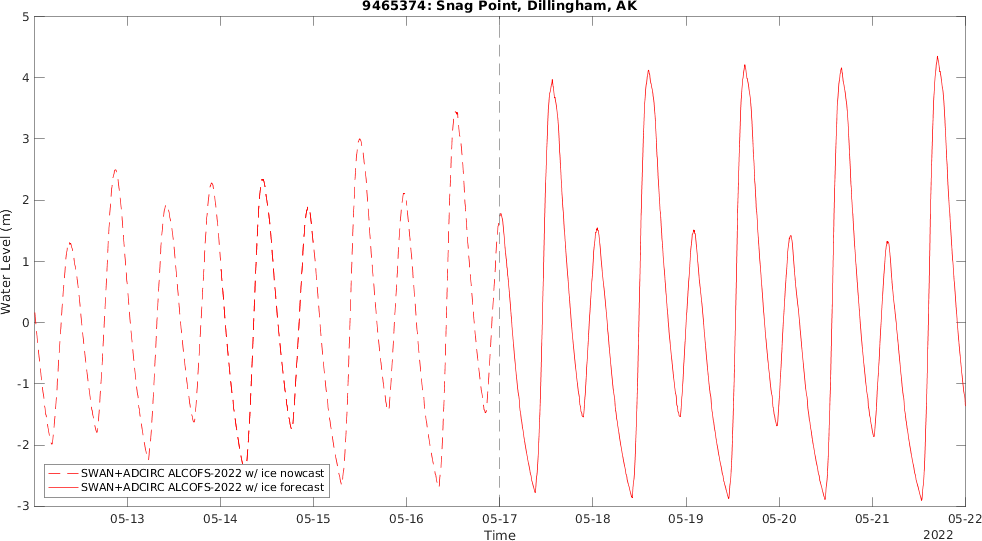 9465374: Snag Point, Dillingham, AK
Water Level (m)
5
4
3
2
1
0
-1
-2
-3
SWAN+ADCIRC ALCOFS-2022 w/ ice nowcast
SWAN+ADCIRC ALCOFS-2022 w/ ice forecast
05-13 05-14 05-15 05-16 05-17 05-18 05-19 05-20 05-21 05-22
Time
2022